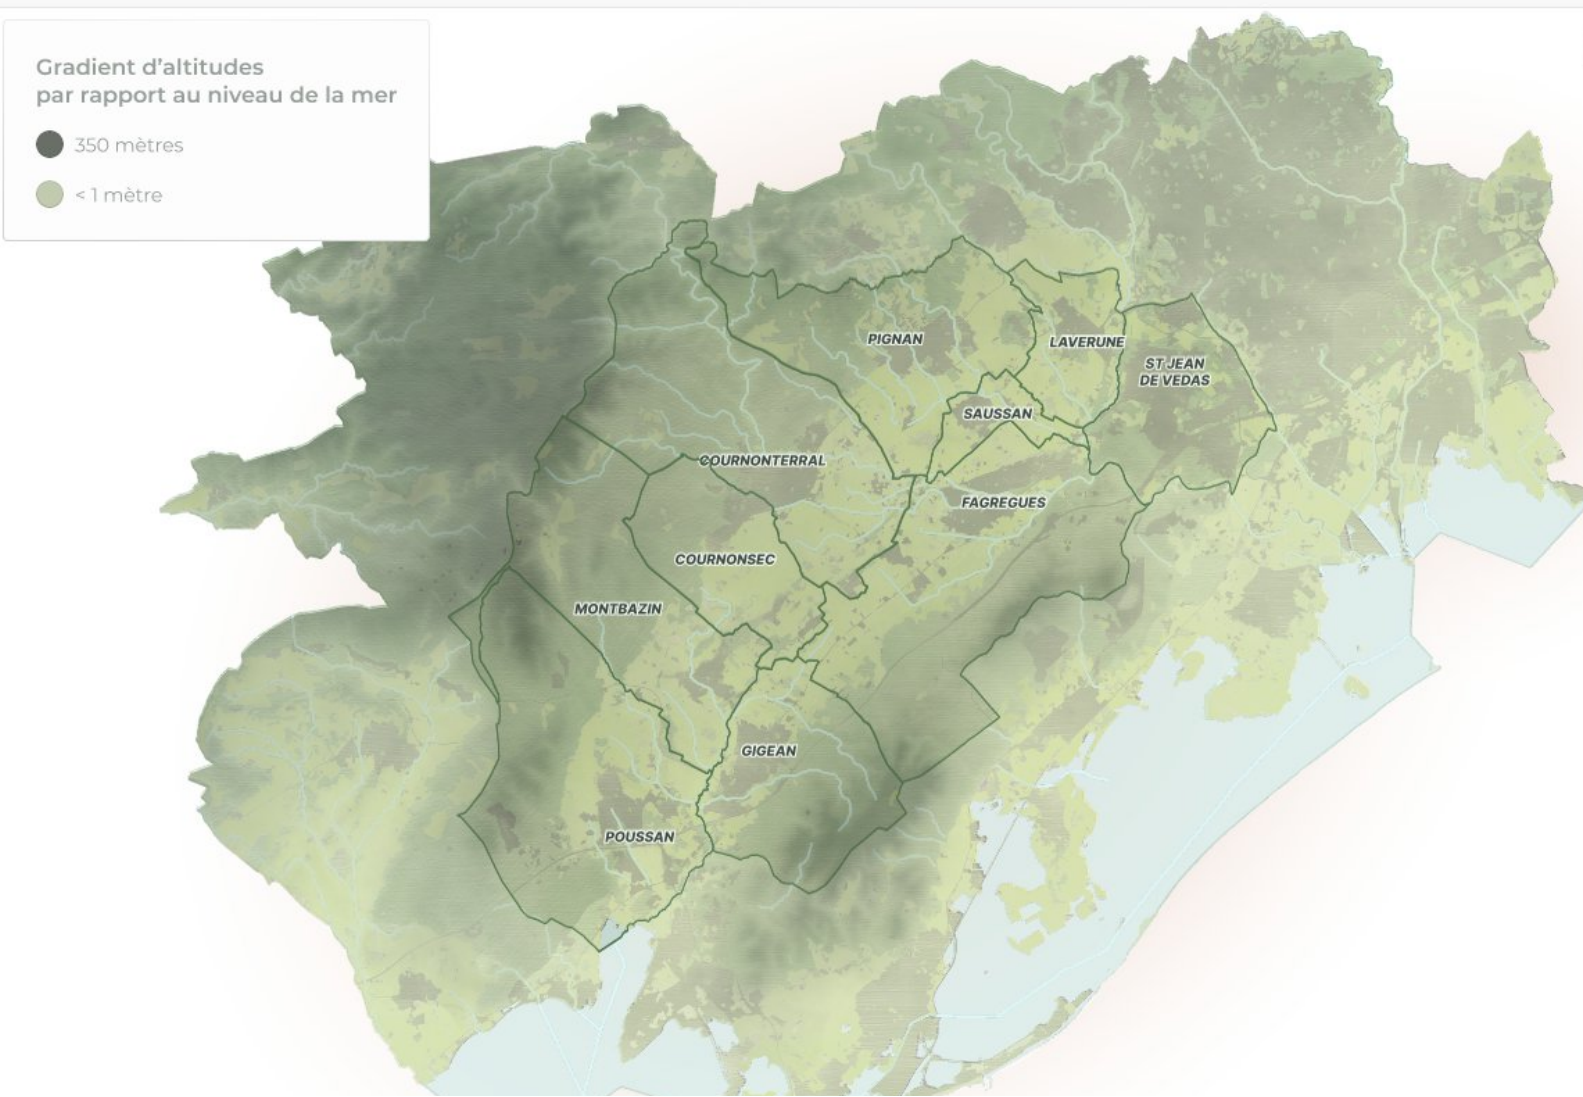 Gradient d’altitudes
par rapport au niveau de la mer
350 mètres
< 1 mètre
PIGNAN
LAVERUNE
ST JEAN
DE VEDAS
SAUSSAN
COURNONTERRAL
FAGREGUES
COURNONSEC
MONTBAZIN
GIGEAN
POUSSAN